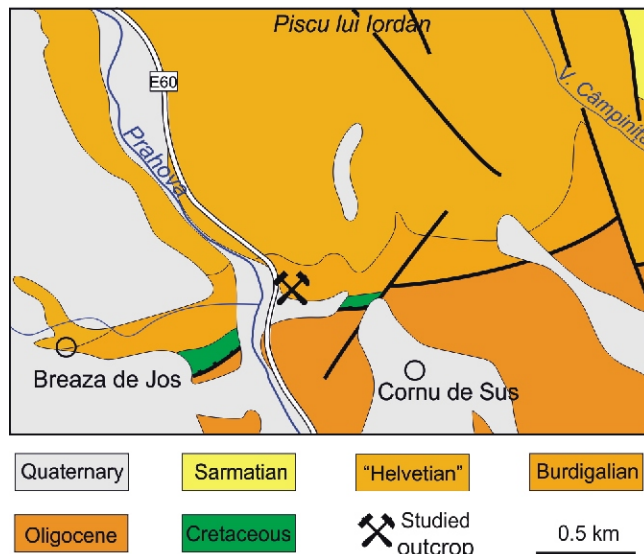 Piscu lui Iordan
E60
V. Câmpinița
Prahova
Breaza de Jos
Cornu de Sus
Quaternary
Sarmatian
“Helvetian”
Burdigalian
Oligocene
Cretaceous
Studied
outcrop
0.5 km